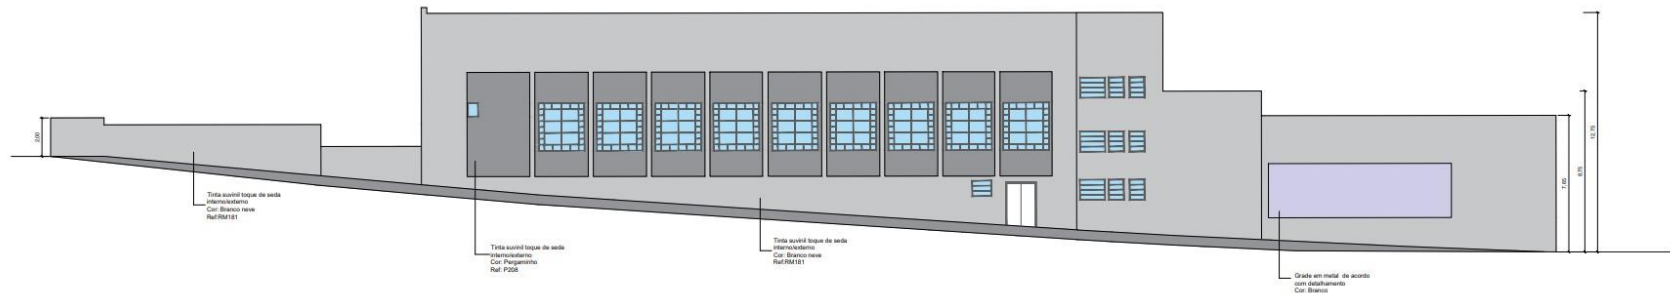 2,00
Tinta suvinil toque de seda
interno/externo
Cor: Branco neve
Ref:RM181
Tinta suvinil toque de seda
interno/externo
Cor: Pergaminho
Ref: P208
Tinta suvinil toque de seda
interno/externo
Cor: Branco neve
Ref:RM181
Grade em metal de acordo
com detalhamento
Cor: Branco
7,65
8,75
12,75